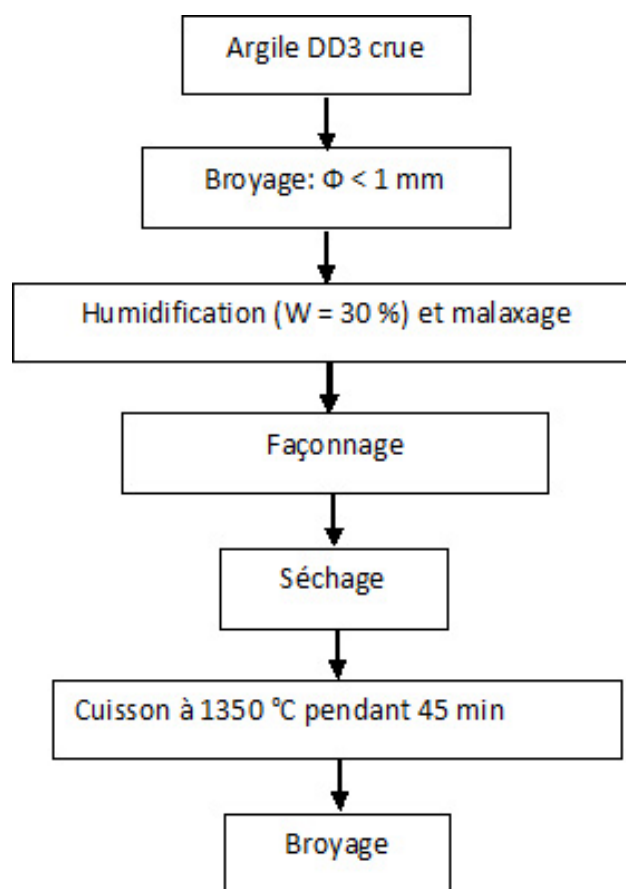 Argile DD3 crue
Broyage: Φ < 1 mm
Humidification (W = 30 %) et malaxage
Façonnage
Séchage
Cuisson à 1350 °C pendant 45 min
Broyage